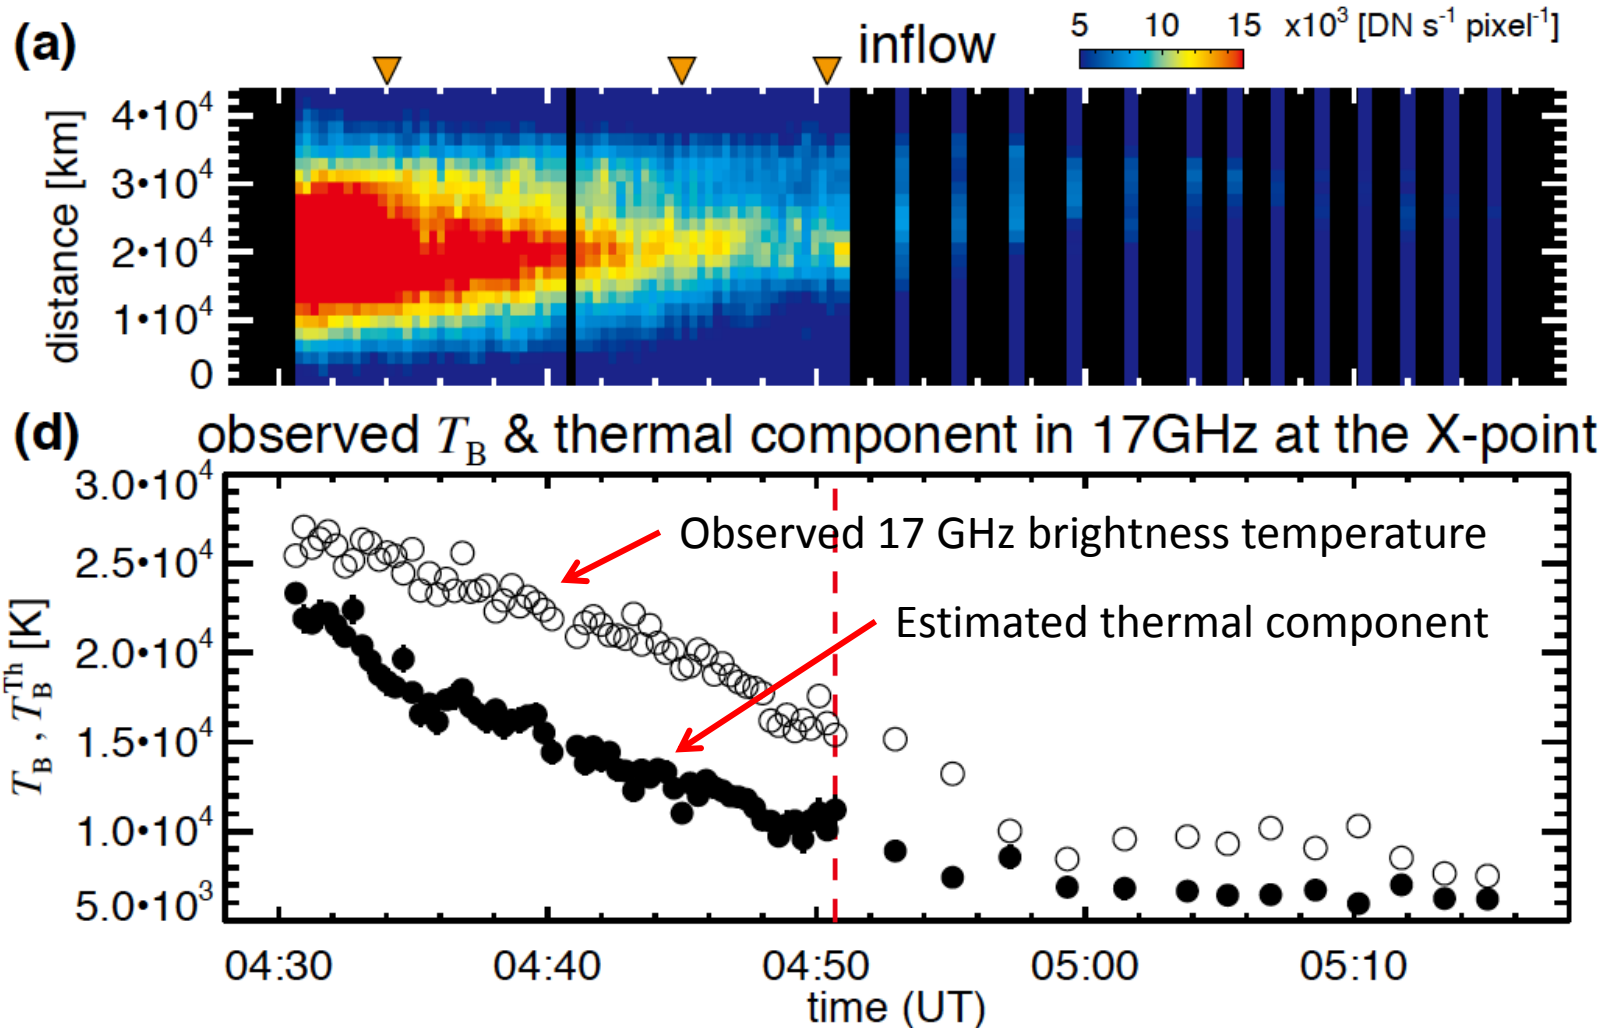 (a)
inflow
5 10 15 x10³ [DN s⁻¹ pixel⁻¹]
distance [km]
4•10⁴
3•10⁴
2•10⁴
1•10⁴
0
(d)
observed T_B & thermal component in 17GHz at the X-point
T_B , T_B^Th [K]
3.0•10⁴
2.5•10⁴
2.0•10⁴
1.5•10⁴
1.0•10⁴
5.0•10³
Observed 17 GHz brightness temperature
Estimated thermal component
04:30 04:40 04:50 05:00 05:10
time (UT)